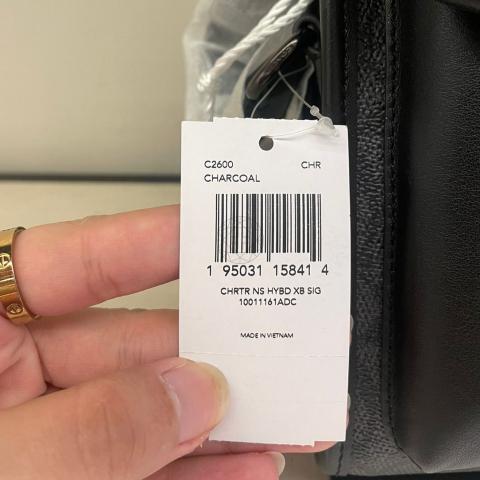 C2600 CHR
CHARCOAL
1 95031 15841 4
CHRTR NS HYBD XB SIG
10011161ADC
MADE IN VIETNAM